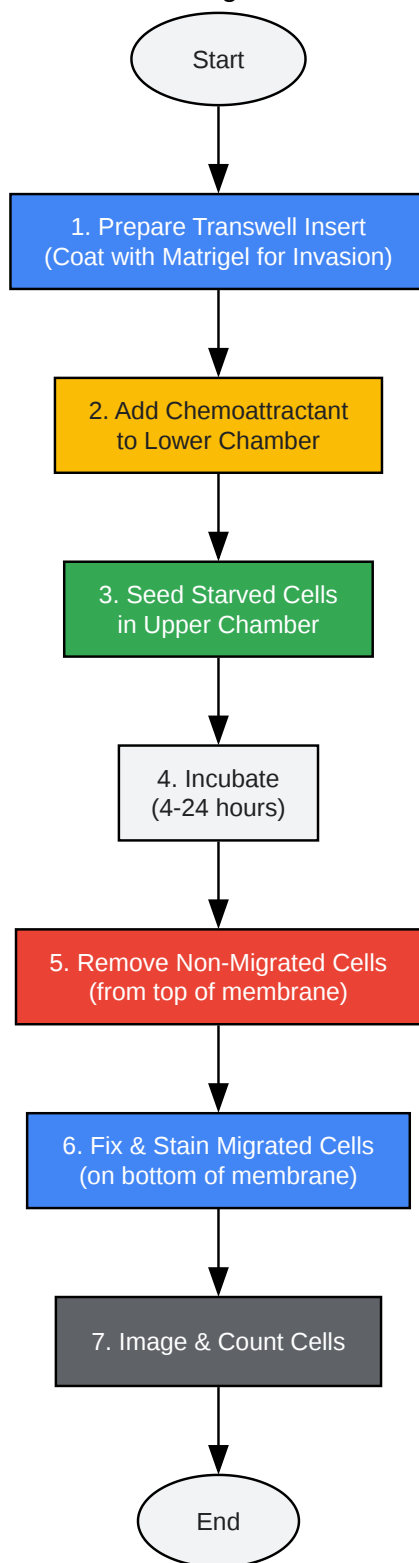 Start
1. Prepare Transwell Insert
(Coat with Matrigel for Invasion)
2. Add Chemoattractant
to Lower Chamber
3. Seed Starved Cells
in Upper Chamber
4. Incubate
(4-24 hours)
5. Remove Non-Migrated Cells
(from top of membrane)
6. Fix & Stain Migrated Cells
(on bottom of membrane)
7. Image & Count Cells
End